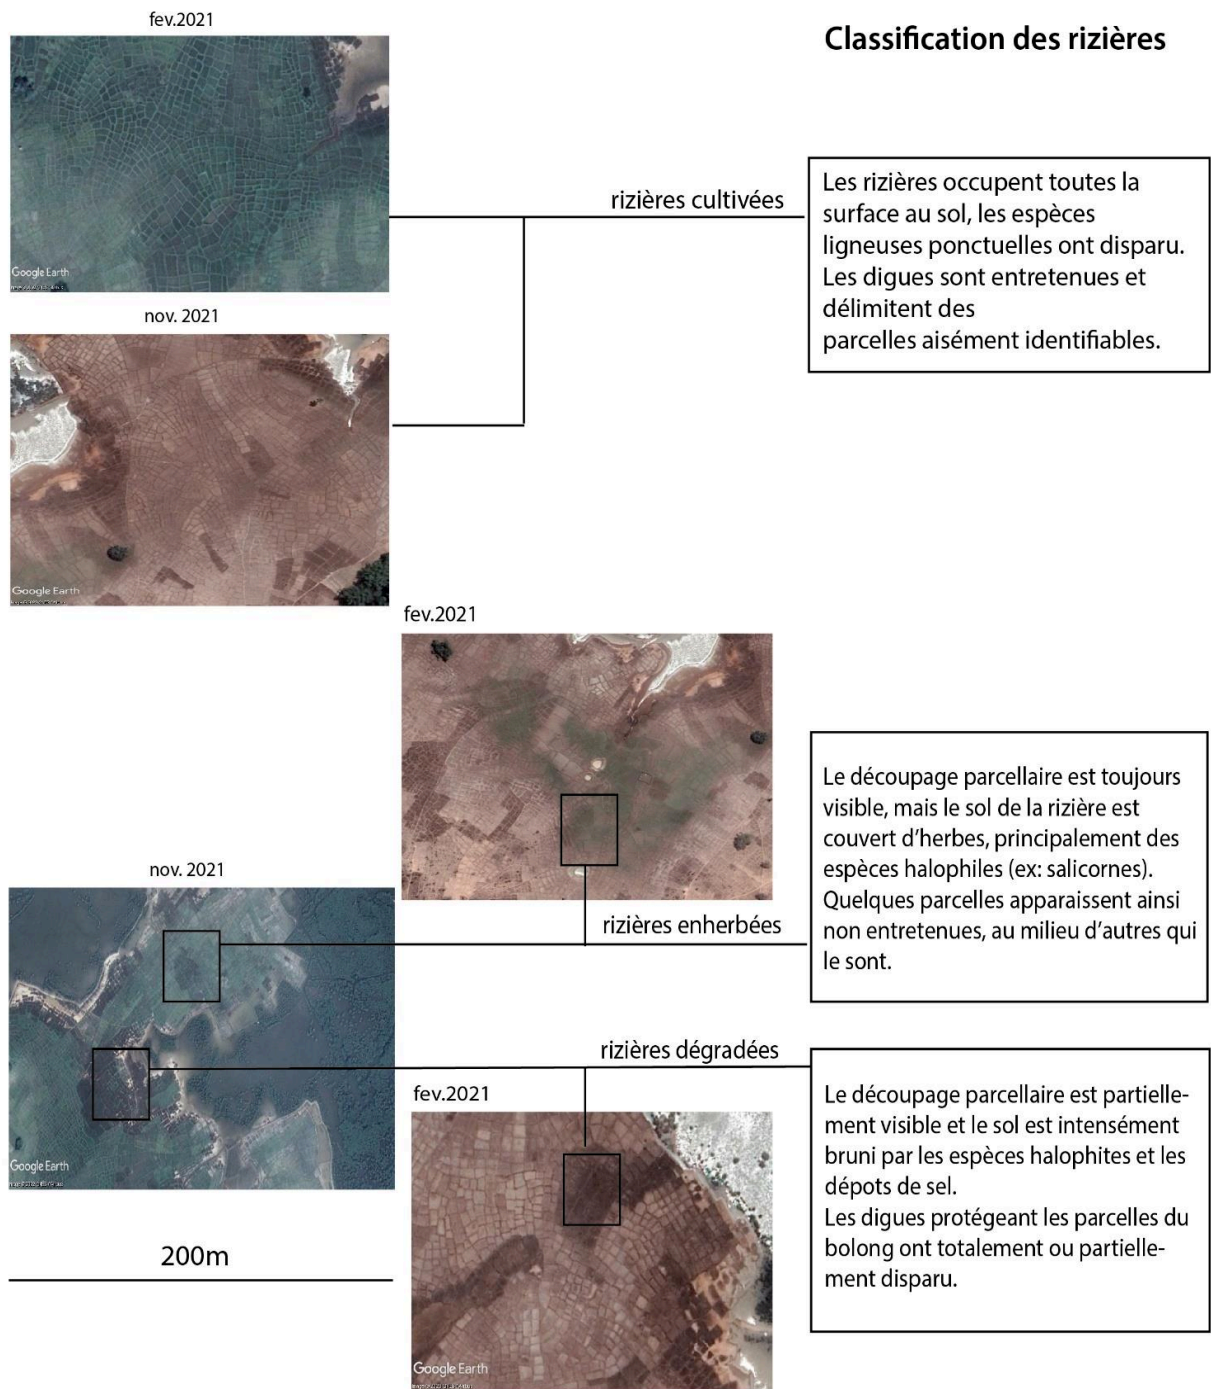 fev.2021
Classification des rizières
rizières cultivées
Les rizières occupent toutes la
surface au sol, les espèces
ligneuses ponctuelles ont disparu.
Les digues sont entretenues et
délimitent des
parcelles aisément identifiables.
Google Earth
nov. 2021
Google Earth
fev.2021
Le découpage parcellaire est toujours
visible, mais le sol de la rizière est
couvert d'herbes, principalement des
espèces halophiles (ex: salicornes).
Quelques parcelles apparaissent ainsi
non entretenues, au milieu d'autres qui
le sont.
nov. 2021
rizières enherbées
rizières dégradées
fev.2021
Le découpage parcellaire est partielle-
ment visible et le sol est intensément
bruni par les espèces halophites et les
dépots de sel.
Les digues protégeant les parcelles du
bolong ont totalement ou partielle-
ment disparu.
Google Earth
200m
Google Earth